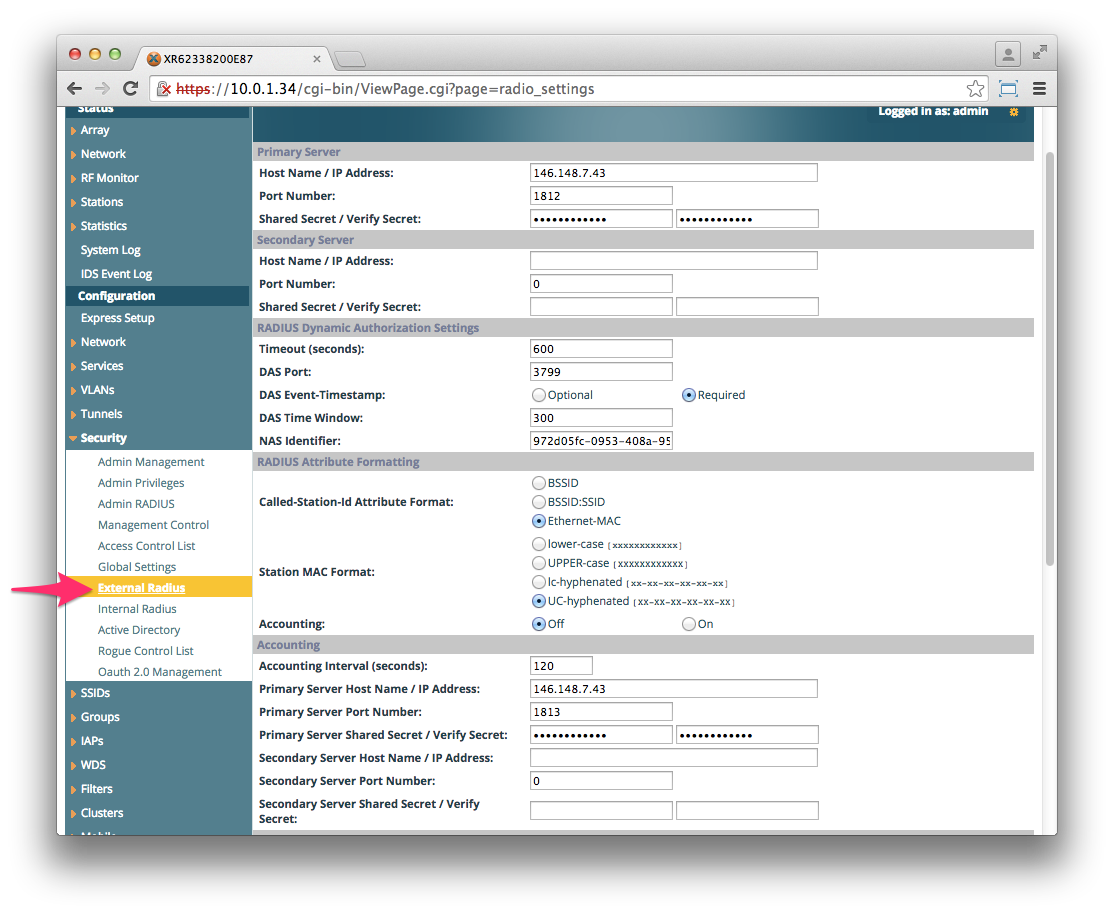 XR62338200E87
https://10.0.1.34/cgi-bin/ViewPage.cgi?page=radio_settings
Status
Array
Network
RF Monitor
Stations
Statistics
System Log
IDS Event Log
Configuration
Express Setup
Network
Services
VLANs
Tunnels
Security
Admin Management
Admin Privileges
Admin RADIUS
Management Control
Access Control List
Global Settings
External Radius
Internal Radius
Active Directory
Rogue Control List
Oauth 2.0 Management
SSIDs
Groups
IAPs
WDS
Filters
Clusters
Mobile
Logged in as: admin
Primary Server
Host Name / IP Address: 146.148.7.43
Port Number: 1812
Shared Secret / Verify Secret: •••••••••••• ••••••••••••
Secondary Server
Host Name / IP Address:
Port Number: 0
Shared Secret / Verify Secret:
RADIUS Dynamic Authorization Settings
Timeout (seconds): 600
DAS Port: 3799
DAS Event-Timestamp: Optional Required
DAS Time Window: 300
NAS Identifier: 972d05fc-0953-408a-95
RADIUS Attribute Formatting
Called-Station-Id Attribute Format:
BSSID
BSSID:SSID
Ethernet-MAC
Station MAC Format:
lower-case [xxxxxxxxxxxx]
UPPER-case [xxxxxxxxxxxx]
lc-hyphenated [xx-xx-xx-xx-xx-xx]
UC-hyphenated [xx-xx-xx-xx-xx-xx]
Accounting: Off On
Accounting
Accounting Interval (seconds): 120
Primary Server Host Name / IP Address: 146.148.7.43
Primary Server Port Number: 1813
Primary Server Shared Secret / Verify Secret: •••••••••••• ••••••••••••
Secondary Server Host Name / IP Address:
Secondary Server Port Number: 0
Secondary Server Shared Secret / Verify
Secret: